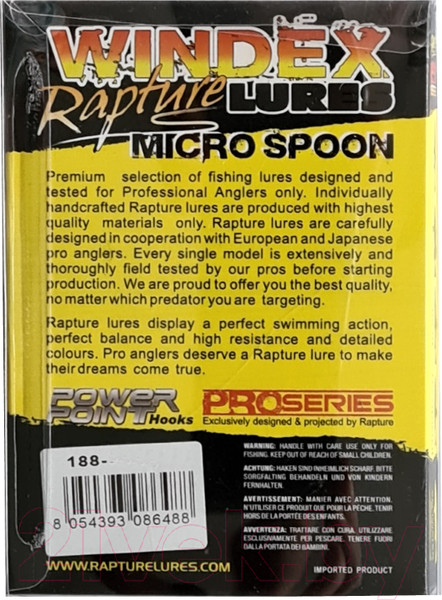 WINDEX
Rapture LURES
MICRO SPOON
Premium selection of fishing lures designed and
tested for Professional Anglers only. Individually
handcrafted Rapture lures are produced with highest
quality materials only. Rapture lures are carefully
designed in cooperation with European and Japanese
pro anglers. Every single model is extensively and
thoroughly field tested by our pros before starting
production. We are proud to offer you the best quality,
no matter which predator you are targeting.
Rapture lures display a perfect swimming action,
perfect balance and high resistance and detailed
colours. Pro anglers deserve a Rapture lure to make
their dreams come true.
POWER
POINT Hooks
PROSERIES
Exclusively designed & projected by Rapture
WARNING: HANDLE WITH CARE USE ONLY FOR
FISHING. KEEP OUT OF REACH OF SMALL CHILDREN.
ACHTUNG: HAKEN SIND INHEIMLICH SCHARF. BITTE
SORGFALTIG BEHANDELN UND VON KINDERN
FERNHALTEN.
AVERTISSEMENT: MANIER AVEC ATTENTION.
N'UTILISER CE PRODUIT QUE POUR LA PÊCHE. TENIR
HORS DE LA PORTÉE DES ENFANTS.
AVVERTENZA: TRATTARE CON CURA. UTILIZZARE
ESCLUSIVAMENTE PER PESCARE. TENERE FUORI
DALLA PORTATA DEI BAMBINI.
188-
8 054393 086488
WWW.RAPTURELURES.COM
IMPORTED PRODUCT